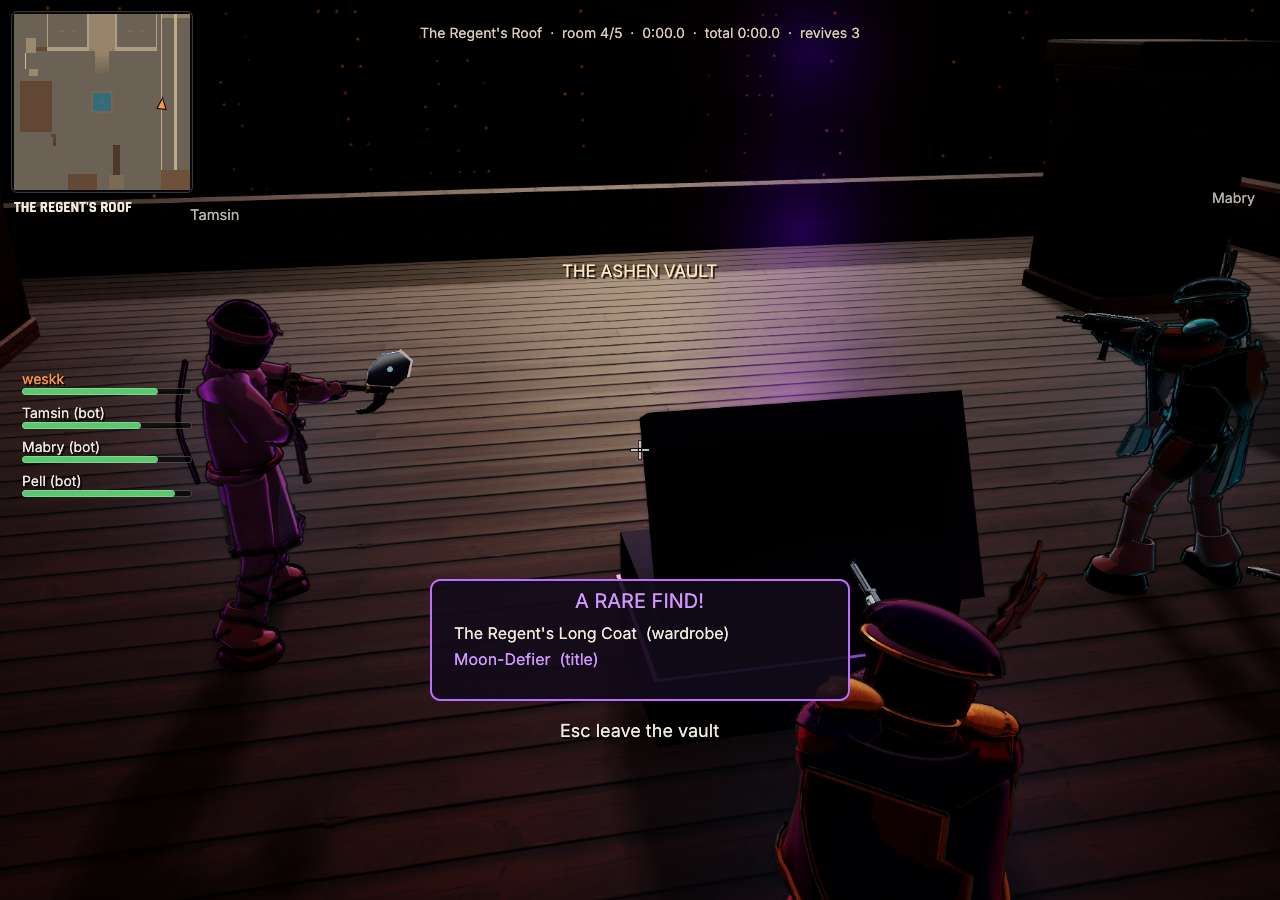 The Regent's Roof · room 4/5 · 0:00.0 · total 0:00.0 · revives 3
THE REGENT'S ROOF
Tamsin
Mabry
THE ASHEN VAULT
weskk
Tamsin (bot)
Mabry (bot)
Pell (bot)
A RARE FIND!
The Regent's Long Coat (wardrobe)
Moon-Defier (title)
Esc leave the vault